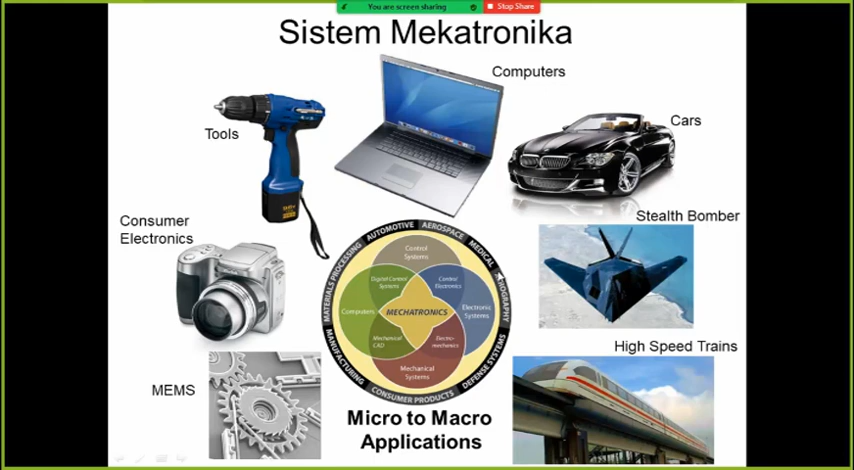 You are screen sharing
Stop Share
Sistem Mekatronika
Computers
Tools
Cars
Consumer
Electronics
Stealth Bomber
High Speed Trains
MEMS
MATERIALS PROCESSING
AUTOMOTIVE
AEROSPACE
MEDICAL
DEFENSE SYSTEMS
CONSUMER PRODUCTS
MANUFACTURING
Control
Systems
Digital Control
Systems
Control
Electronics
Computers
MECHATRONICS
Electronic
Systems
Mechanical
CAD
Electro-
mechanics
Mechanical
Systems
Micro to Macro
Applications